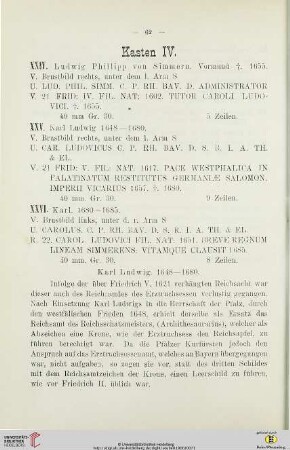 — 62 —
Kasten IV.
XXIV. Ludwig Philipp von Simmern. Vormund †. 1655.
V. Brustbild rechts, unter dem l. Arm S
U. LUD. PHIL. SIMM. C. P. RH. BAV. D. ADMINISTRATOR
V. 21 FRID: IV. FIL. NAT: 1602. TUTOR CAROLI LUDO-
VICI. †. 1655.
40 mm Gr. 30. 5 Zeilen.
XXV. Karl Ludwig 1648—1680.
V. Brustbild rechts, unter dem l. Arm S
U. CAR. LUDOVICUS C. P. RH. BAV. D. S. R. I. A. TH.
& EL.
V. 21 FRID: V. FIL: NAT: 1617. PACE WESTPHALICA IN
PALATINATUM RESTITUTUS GERMANIÆ SALOMON.
IMPERII VICARIUS 1657. †. 1680.
40 mm Gr. 30. 9 Zeilen.
XXVI. Karl. 1680—1685.
V. Brustbild links, unter d. r. Arm S
U. CAROLUS. C. P. RH. BAV. D. S. R. I. A. TH. & EL.
R. 22. CAROL. LUDOVICI FIL. NAT. 1651. BREVE REGNUM
LINEAM SIMMERENS. VITAMQUE CLAUSIT 1685.
40 mm. Gr. 30. 8 Zeilen.
Karl Ludwig. 1648—1680.
Infolge der über Friedrich V. 1621 verhängten Reichsacht war
dieser auch des Reichsamtes des Erztruchsessen verlustig gegangen.
Nach Einsetzung Karl Ludwigs in die Herrschaft der Pfalz, durch
den westfälischen Frieden 1648, erhielt derselbe als Ersatz das
Reichsamt des Reichsschatzmeisters, (Archithesaurius), welcher als
Abzeichen eine Krone, wie der Erztruchsess den Reichsapfel, zu
führen berechtigt war. Da die Pfälzer Kurfürsten jedoch den
Anspruch auf das Erztruchsessenamt, welches an Bayern übergegangen
war, nicht aufgaben, so zogen sie vor, statt des dritten Schildes
mit dem Reichsamtszeichen der Krone, einen Leerschild zu führen,
wie vor Friedrich II. üblich war.
UNIVERSITÄTS-
BIBLIOTHEK
HEIDELBERG